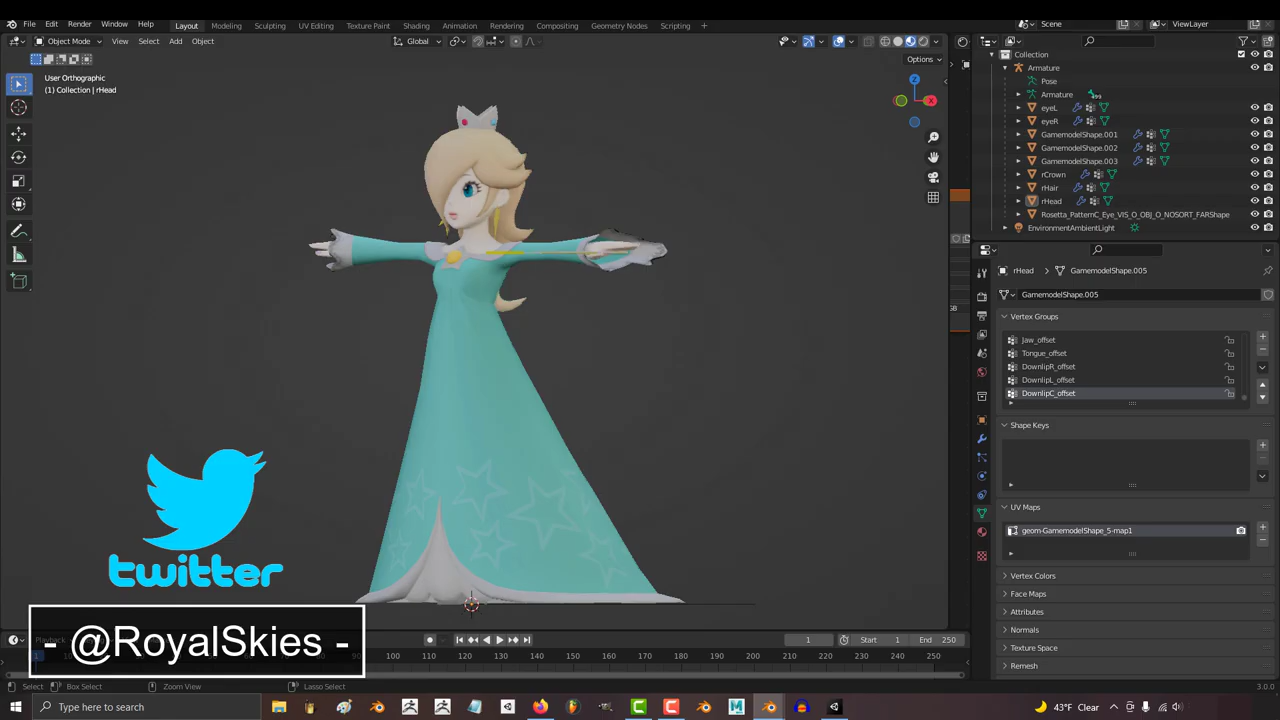 File Edit Render Window Help
Layout Modeling Sculpting UV Editing Texture Paint Shading Animation Rendering Compositing Geometry Nodes Scripting +
Scene
ViewLayer
Object Mode View Select Add Object
Global
Options
User Orthographic
(1) Collection | rHead
Z
X
Collection
Armature
Pose
Armature
eyeL
eyeR
GamemodelShape.001
GamemodelShape.002
GamemodelShape.003
rCrown
rHair
rHead
Rosetta_PatternC_Eye_VIS_O_OBJ_O_NOSORT_FARShape
EnvironmentAmbientLight
rHead
GamemodelShape.005
GamemodelShape.005
Vertex Groups
Jaw_offset
Tongue_offset
DownlipR_offset
DownlipL_offset
DownlipC_offset
Shape Keys
UV Maps
geom-GamemodelShape_5-map1
Vertex Colors
Face Maps
Attributes
Normals
Texture Space
Remesh
twitter
- @RoyalSkies -
Playback
1
Start 1
End 250
100 110 120 130 140 150 160 170 180 190 200 210 220 230 240 250
Select
Box Select
Zoom View
Lasso Select
3.0.0
Type here to search
43°F Clear